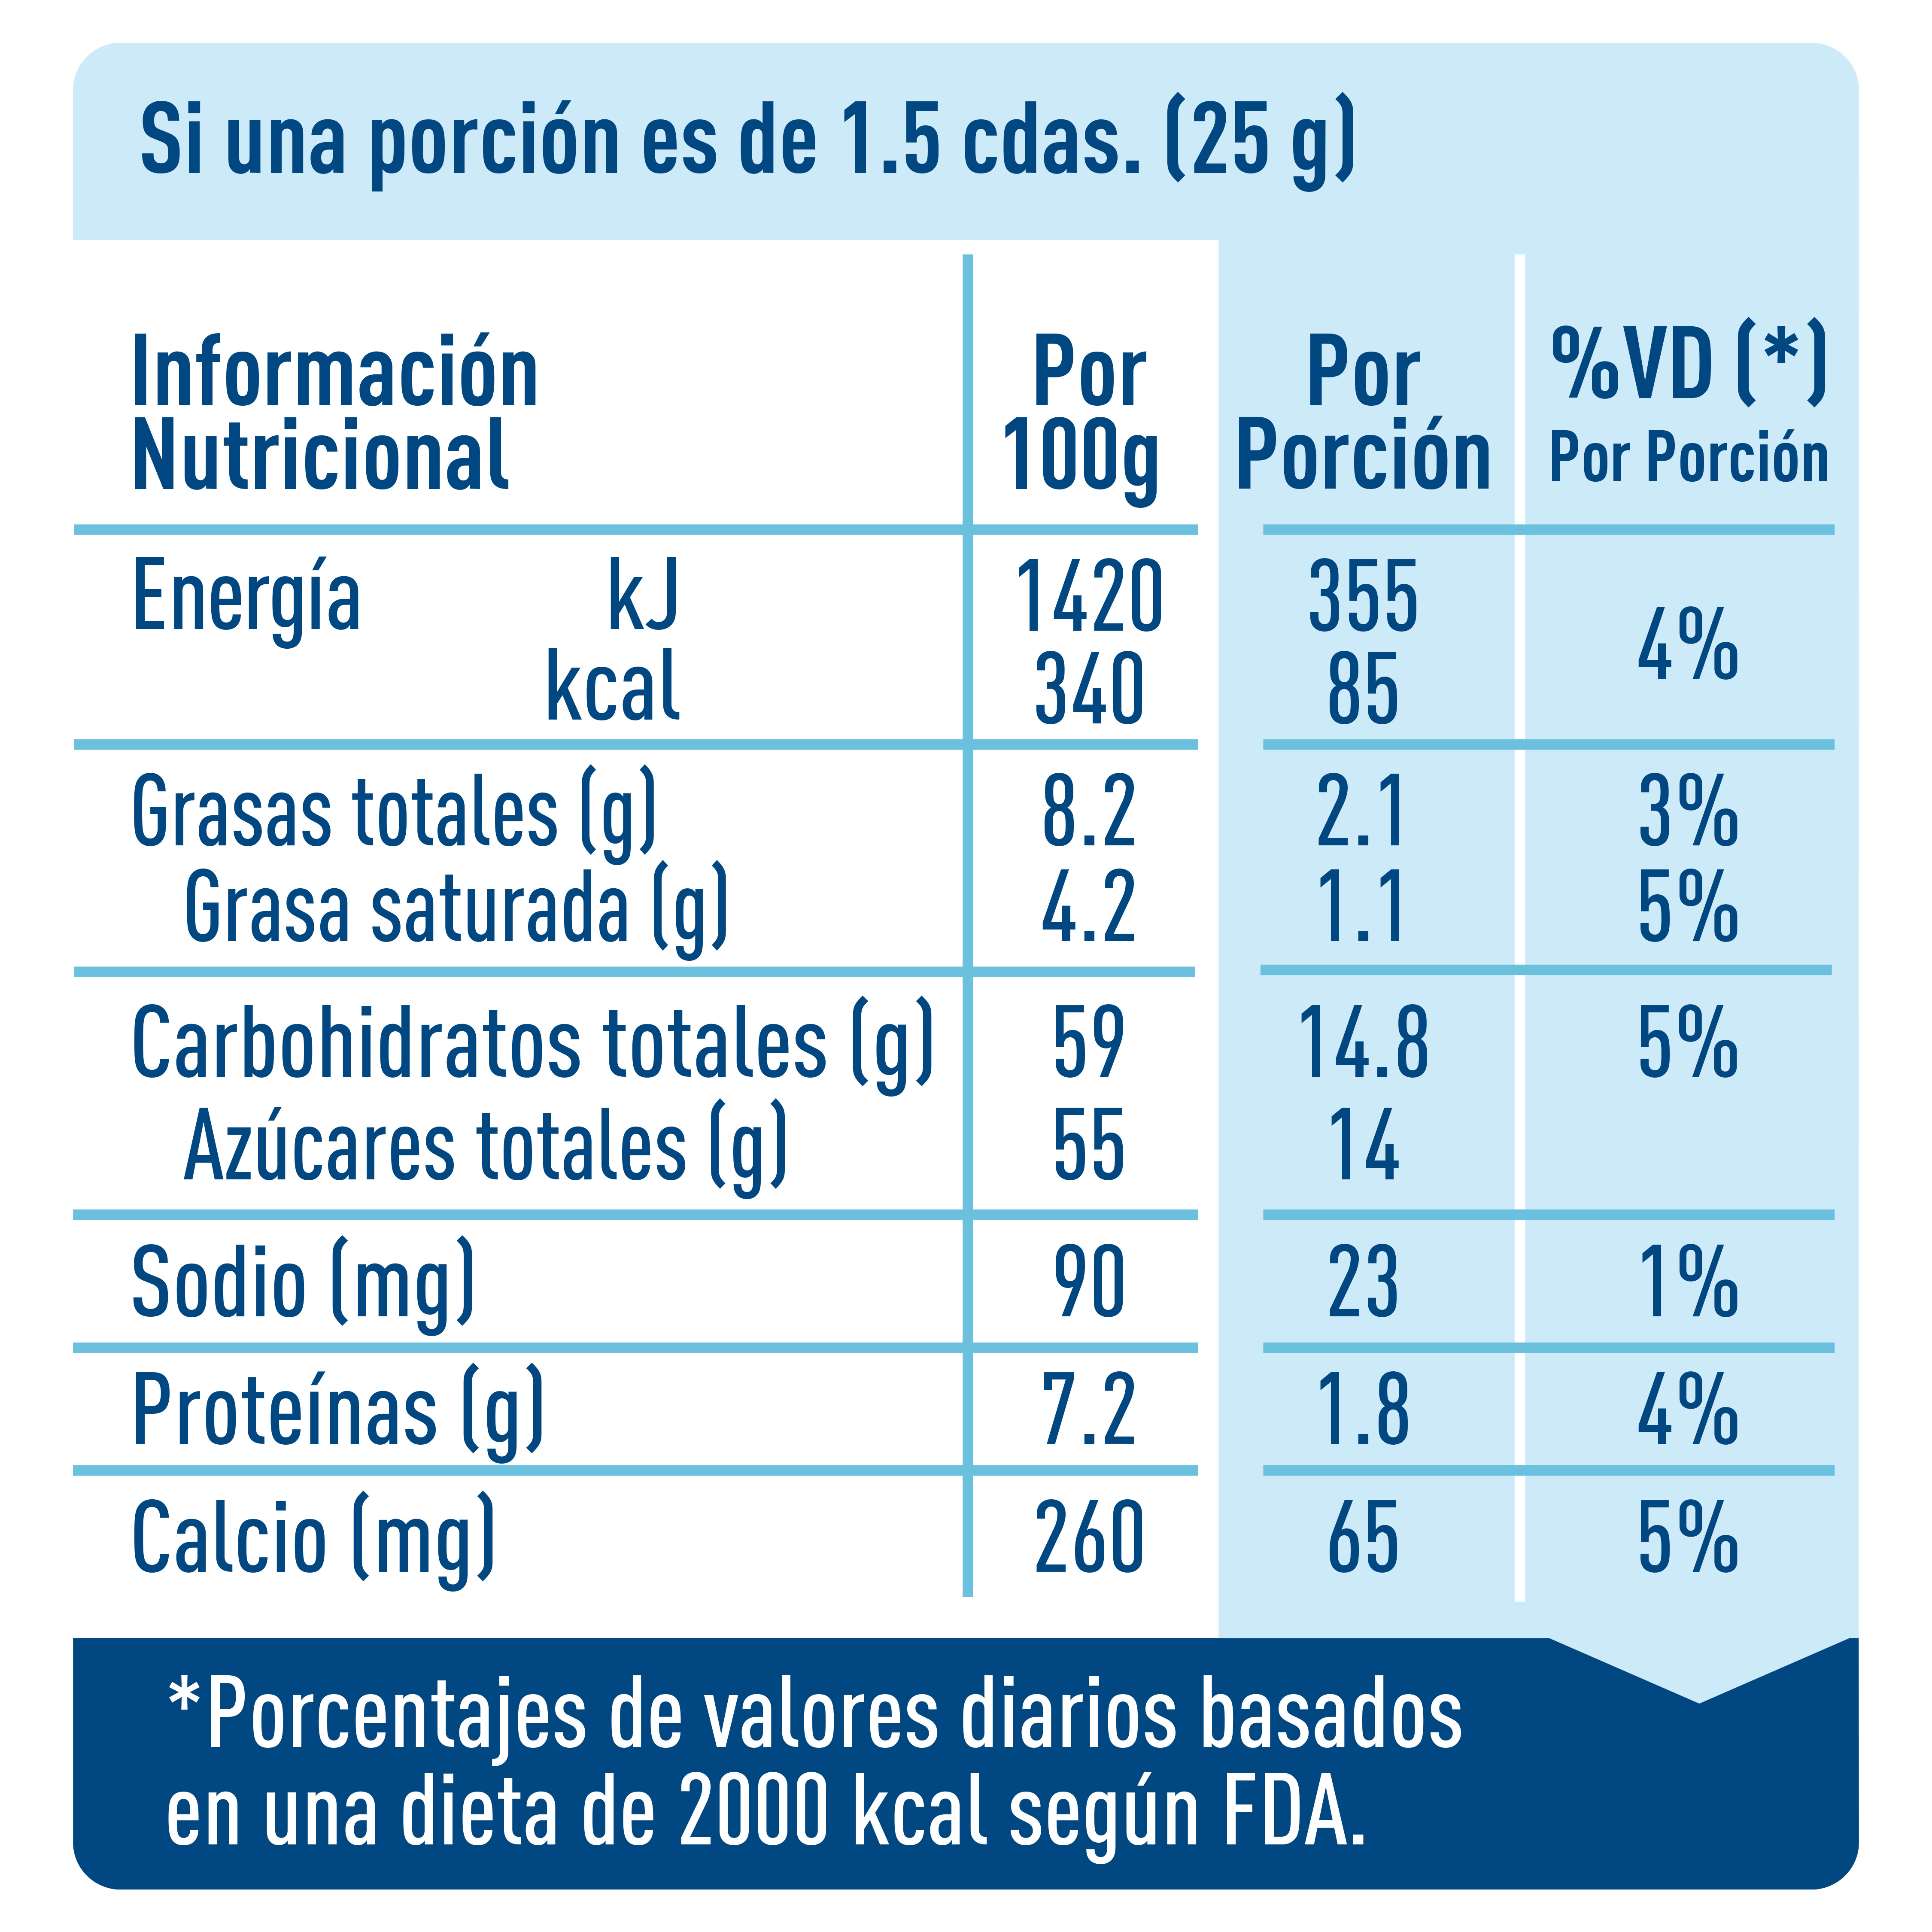 Si una porción es de 1.5 cdas. (25 g)
Información Nutricional Por 100g Por Porción %VD (*) Por Porción
Energía kJ 1420 355 4%
kcal 340 85
Grasas totales (g) 8.2 2.1 3%
Grasa saturada (g) 4.2 1.1 5%
Carbohidratos totales (g) 59 14.8 5%
Azúcares totales (g) 55 14
Sodio (mg) 90 23 1%
Proteínas (g) 7.2 1.8 4%
Calcio (mg) 260 65 5%
*Porcentajes de valores diarios basados
en una dieta de 2000 kcal según FDA.